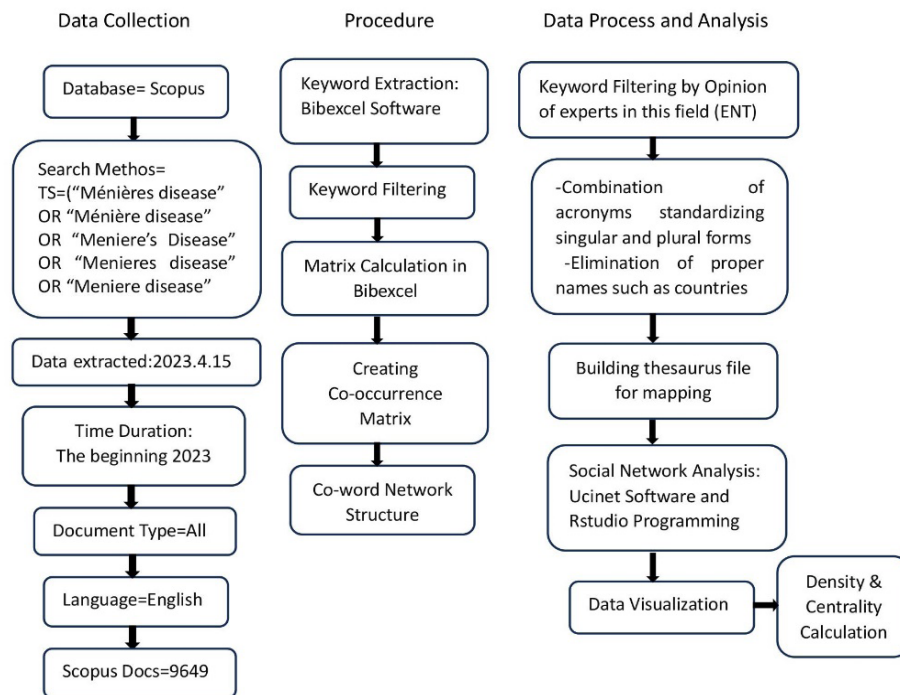 Data Collection
Database= Scopus
Search Methos=
TS=(“Ménières disease”
OR “Ménière disease”
OR “Meniere’s Disease”
OR “Menieres disease”
OR “Meniere disease”
Data extracted:2023.4.15
Time Duration:
The beginning 2023
Document Type=All
Language=English
Scopus Docs=9649
Procedure
Keyword Extraction:
Bibexcel Software
Keyword Filtering
Matrix Calculation in
Bibexcel
Creating
Co-occurrence
Matrix
Co-word Network
Structure
Data Process and Analysis
Keyword Filtering by Opinion
of experts in this field (ENT)
-Combination of
acronyms standardizing
singular and plural forms
-Elimination of proper
names such as countries
Building thesaurus file
for mapping
Social Network Analysis:
Ucinet Software and
Rstudio Programming
Data Visualization
Density &
Centrality
Calculation